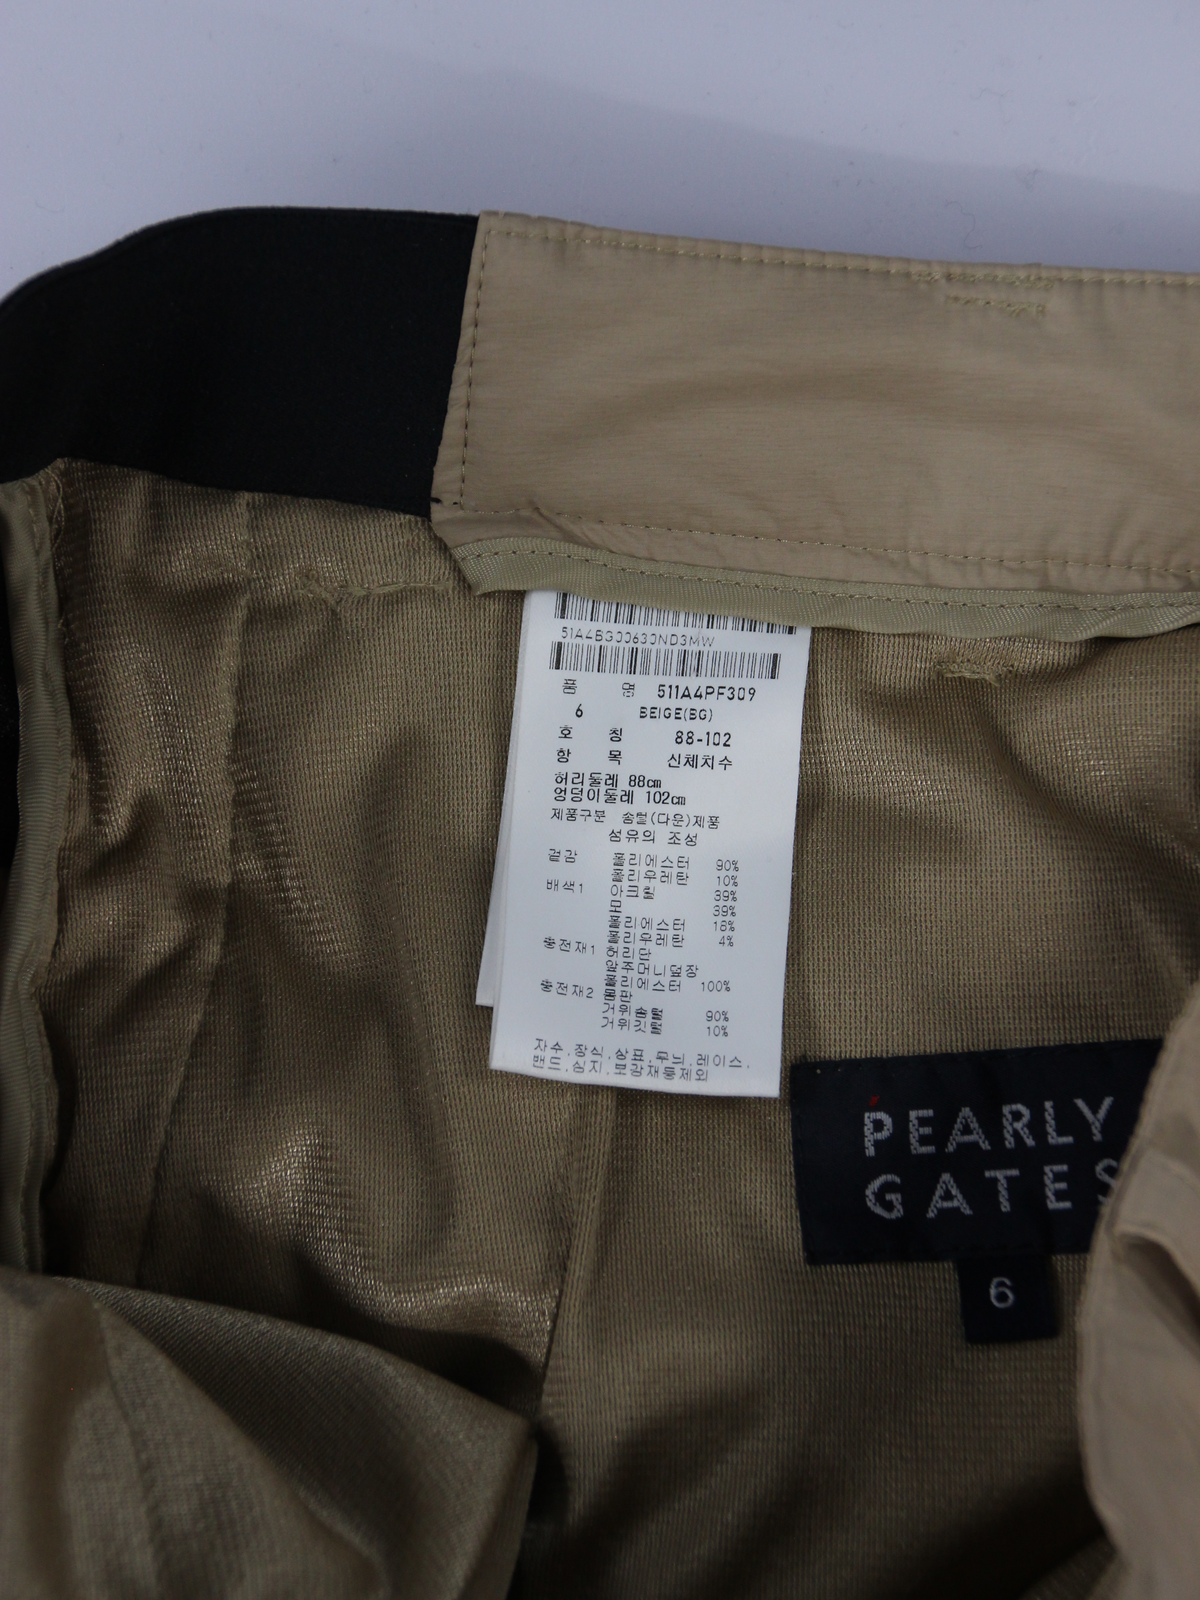 51A4BG00630ND3MW
품 명 511A4PF309
6 BEIGE(BG)
호 칭 88-102
항 목 신체치수
허리둘레 88cm
엉덩이둘레 102cm
제품구분 솜털(다운)제품
섬유의 조성
겉감 폴리에스터 90%
폴리우레탄 10%
배색1 아크릴 39%
모 39%
폴리에스터 18%
폴리우레탄 4%
충전재1 허리단
앞주머니덮장
폴리에스터 100%
충전재2 몸판
거위솜털 90%
거위깃털 10%
자수,장식,상표,무늬,레이스,
밴드,심지,보강재등제외
PEARLY
GATES
6